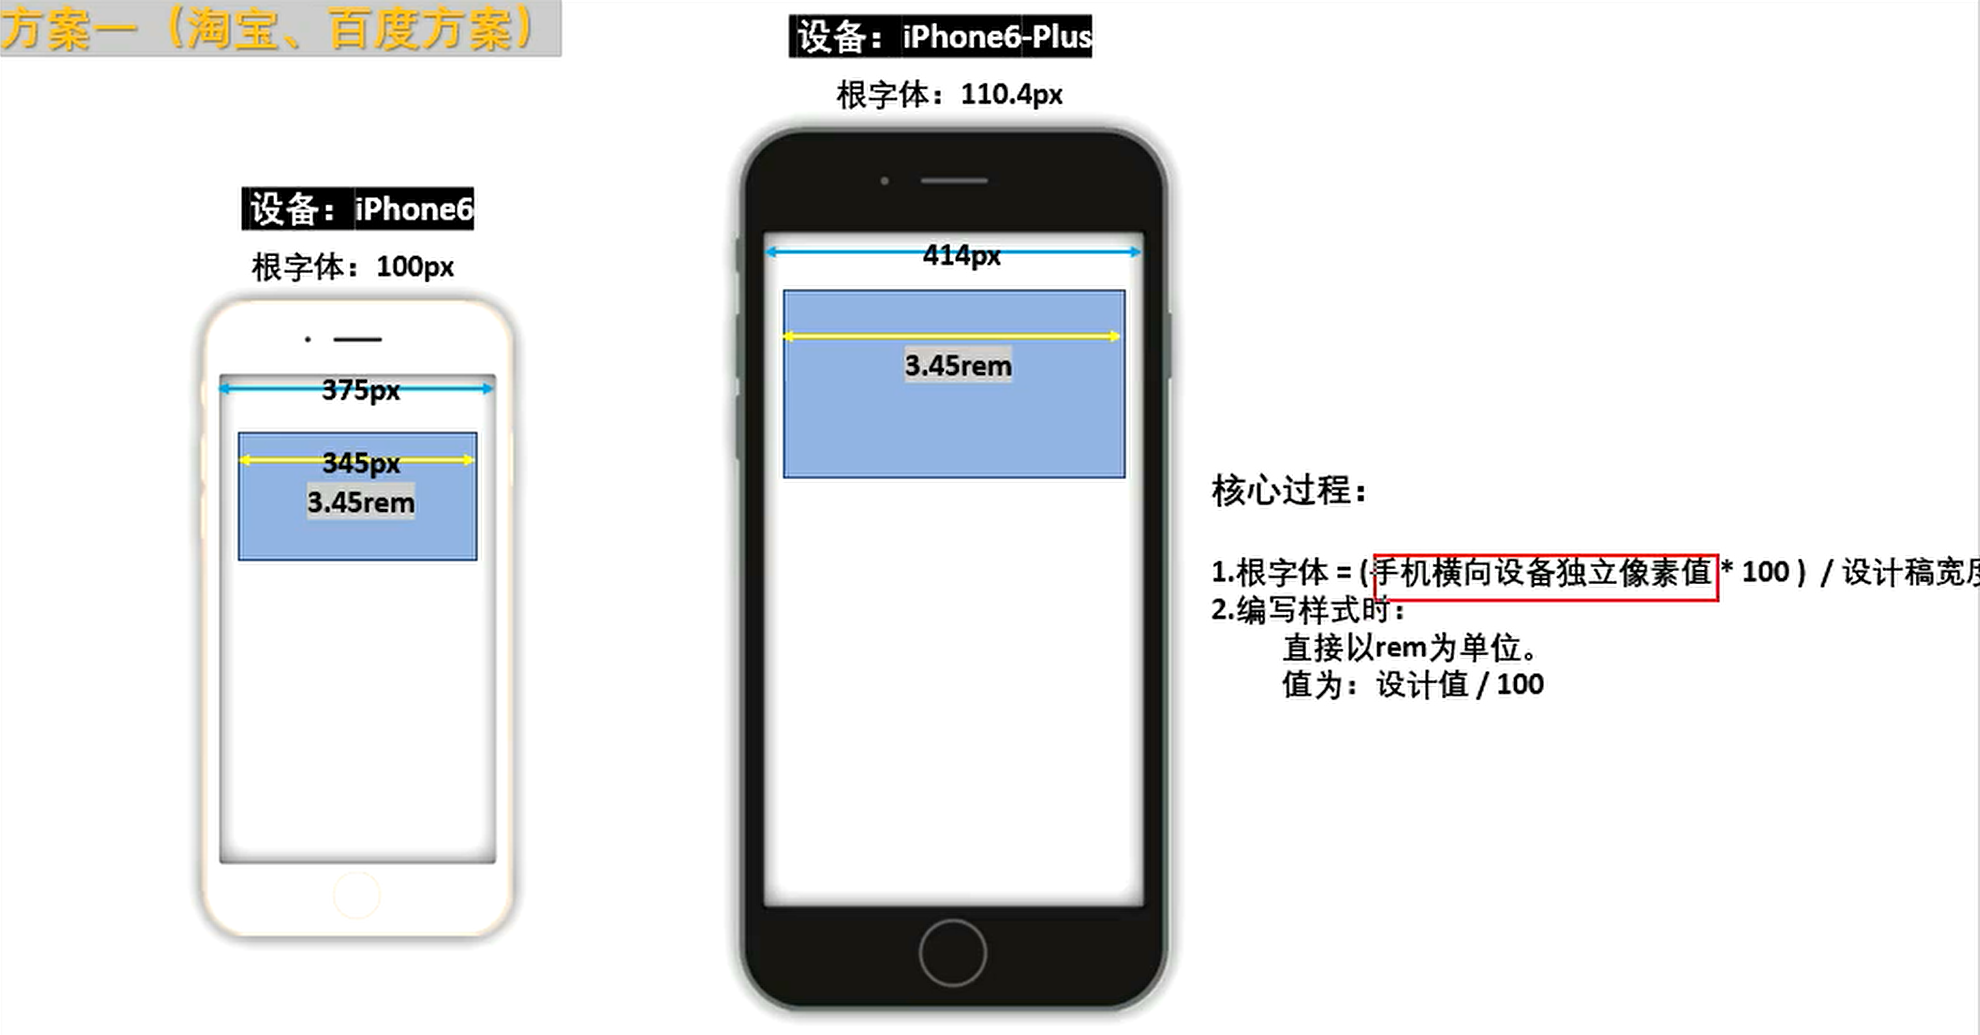 方案一（淘宝、百度方案）
设备：iPhone6-Plus
根字体：110.4px
设备：iPhone6
根字体：100px
414px
3.45rem
375px
345px
3.45rem
核心过程：
1.根字体 = (手机横向设备独立像素值 * 100 ) / 设计稿宽度
2.编写样式时：
直接以rem为单位。
值为：设计值 / 100